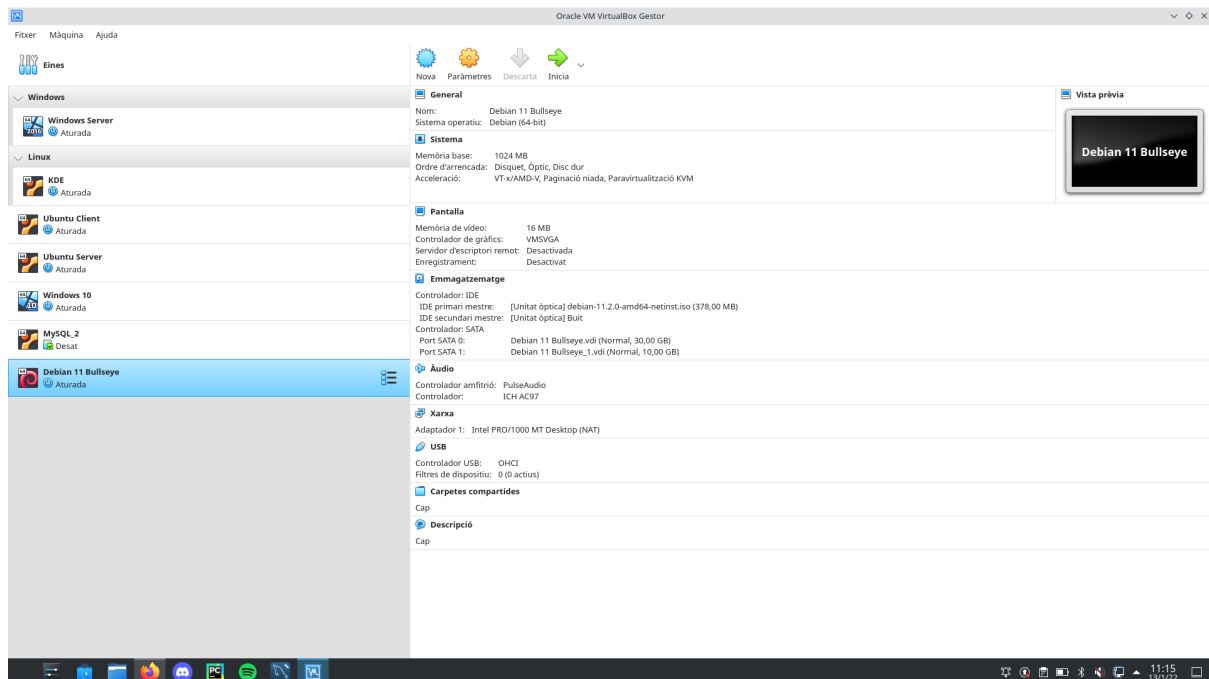 Oracle VM VirtualBox Gestor
Fitxer Màquina Ajuda
Eines
Nova Paràmetres Descarta Inicia
Windows
Windows Server
Aturada
Linux
KDE
Aturada
Ubuntu Client
Aturada
Ubuntu Server
Aturada
Windows 10
Aturada
MySQL_2
Desat
Debian 11 Bullseye
Aturada
General
Nom: Debian 11 Bullseye
Sistema operatiu: Debian (64-bit)
Sistema
Memòria base: 1024 MB
Ordre d'arrencada: Disquet, Òptic, Disc dur
Acceleració: VT-x/AMD-V, Paginació niada, Paravirtualització KVM
Vista prèvia
Debian 11 Bullseye
Pantalla
Memòria de vídeo: 16 MB
Controlador de gràfics: VMSVGA
Servidor d'escriptori remot: Desactivada
Enregistrament: Desactivat
Emmagatzematge
Controlador: IDE
IDE primari mestre: [Unitat òptica] debian-11.2.0-amd64-netinst.iso (378,00 MB)
IDE secundari mestre: [Unitat òptica] Buit
Controlador: SATA
Port SATA 0: Debian 11 Bullseye.vdi (Normal, 30,00 GB)
Port SATA 1: Debian 11 Bullseye_1.vdi (Normal, 10,00 GB)
Àudio
Controlador amfitrió: PulseAudio
Controlador: ICH AC97
Xarxa
Adaptador 1: Intel PRO/1000 MT Desktop (NAT)
USB
Controlador USB: OHCI
Filtres de dispositiu: 0 (0 actius)
Carpetes compartides
Cap
Descripció
Cap
11:15
13/1/22